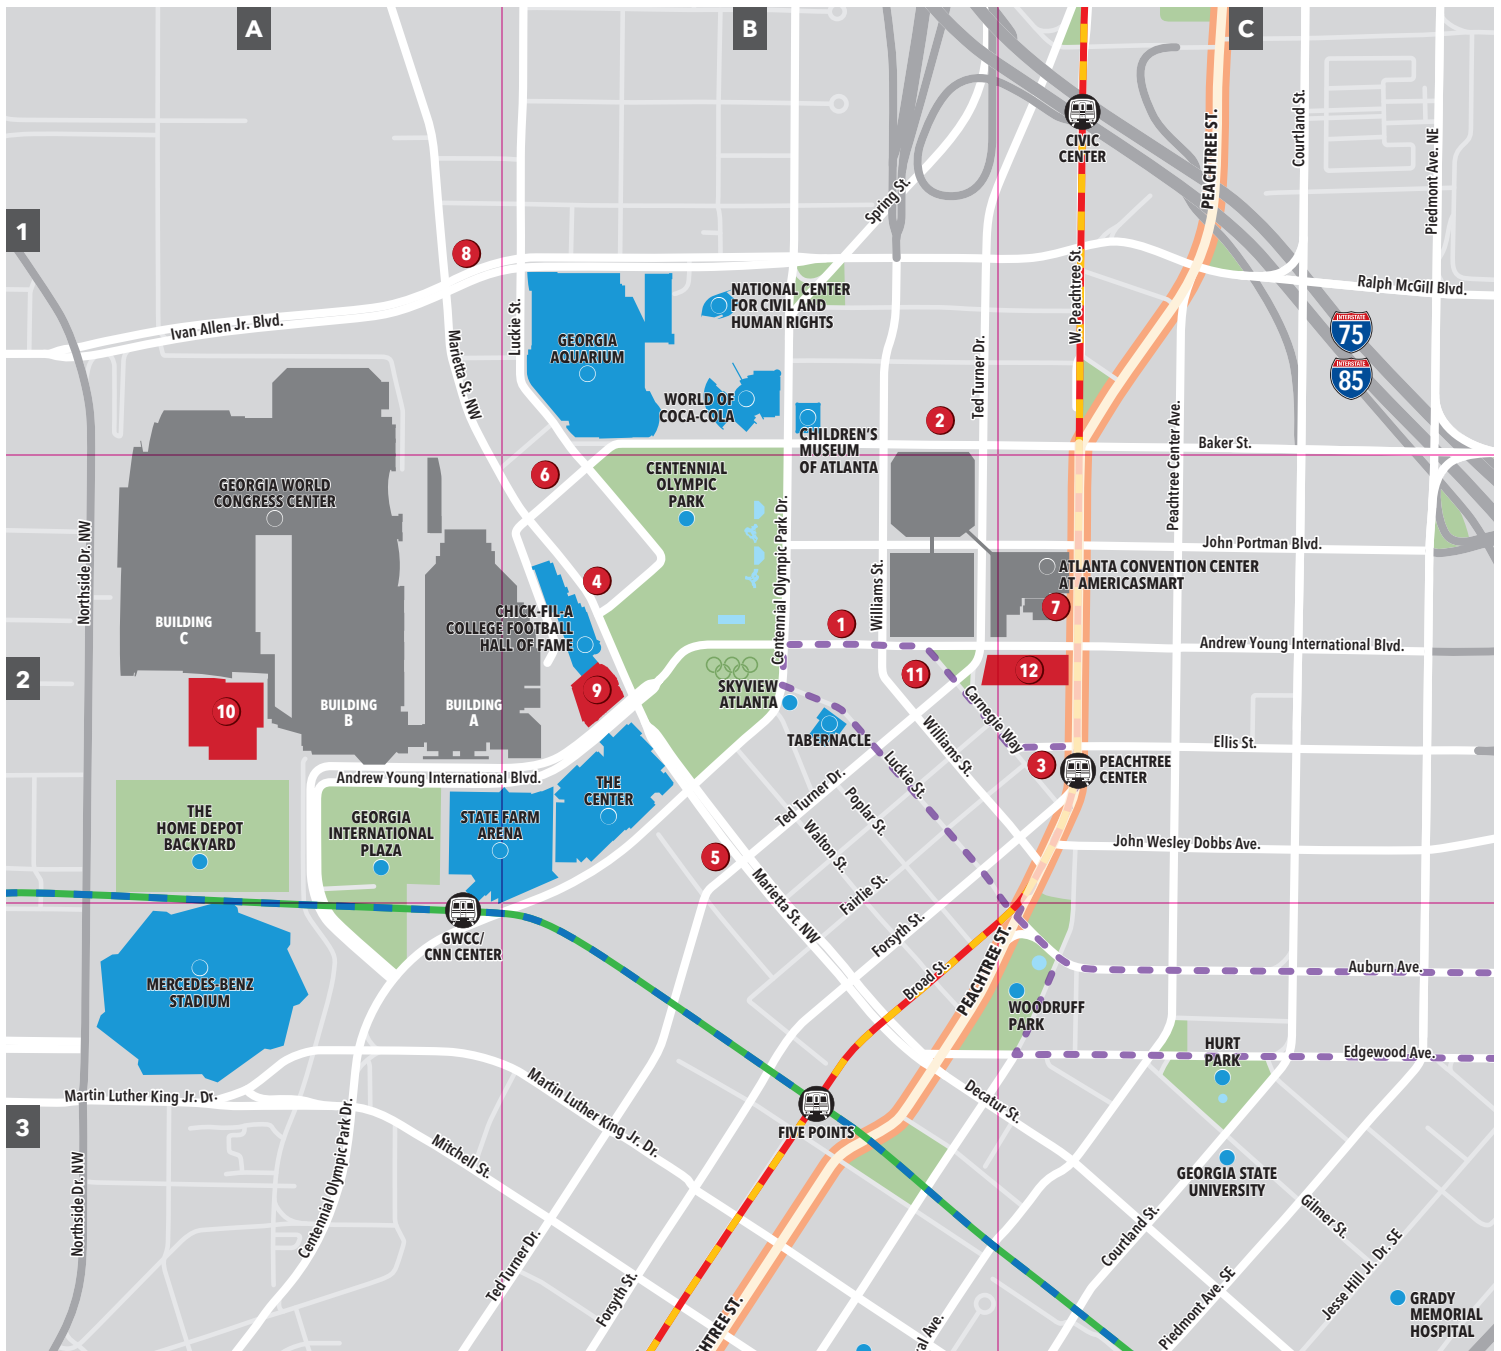 A
B
C
1
2
3
CIVIC
CENTER
PEACHTREE ST.
Courtland St.
Piedmont Ave. NE
Spring St.
8
W. Peachtree St.
Ralph McGill Blvd.
NATIONAL CENTER
FOR CIVIL AND
HUMAN RIGHTS
Ivan Allen Jr. Blvd.
Luckie St.
Marietta St. NW
GEORGIA
AQUARIUM
INTERSTATE
75
INTERSTATE
85
Ted Turner Dr.
WORLD OF
COCA-COLA
2
CHILDREN'S
MUSEUM
OF ATLANTA
Peachtree Center Ave.
Baker St.
6
CENTENNIAL
OLYMPIC
PARK
GEORGIA WORLD
CONGRESS CENTER
Northside Dr. NW
Centennial Olympic Park Dr.
Williams St.
John Portman Blvd.
ATLANTA CONVENTION CENTER
AT AMERICASMART
4
7
CHICK-FIL-A
COLLEGE FOOTBALL
HALL OF FAME
BUILDING
C
1
Andrew Young International Blvd.
11
12
SKYVIEW
ATLANTA
9
10
BUILDING
B
BUILDING
A
Carnegie Way
TABERNACLE
Williams St.
Ellis St.
3
PEACHTREE
CENTER
Andrew Young International Blvd.
THE
CENTER
Luckie St.
Ted Turner Dr.
Poplar St.
Walton St.
THE
HOME DEPOT
BACKYARD
GEORGIA
INTERNATIONAL
PLAZA
STATE FARM
ARENA
John Wesley Dobbs Ave.
5
Marietta St. NW
Fairlie St.
Forsyth St.
GWCC/
CNN CENTER
PEACHTREE ST.
Broad St.
Auburn Ave.
MERCEDES-BENZ
STADIUM
WOODRUFF
PARK
HURT
PARK
Edgewood Ave.
Martin Luther King Jr. Dr.
Martin Luther King Jr. Dr.
Decatur St.
FIVE POINTS
Mitchell St.
Northside Dr. NW
Centennial Olympic Park Dr.
GEORGIA STATE
UNIVERSITY
Gilmer St.
Courtland St.
Jesse Hill Jr. Dr. SE
Ted Turner Dr.
Forsyth St.
Piedmont Ave. SE
GRADY
MEMORIAL
HOSPITAL
HTREE ST.
al Ave.